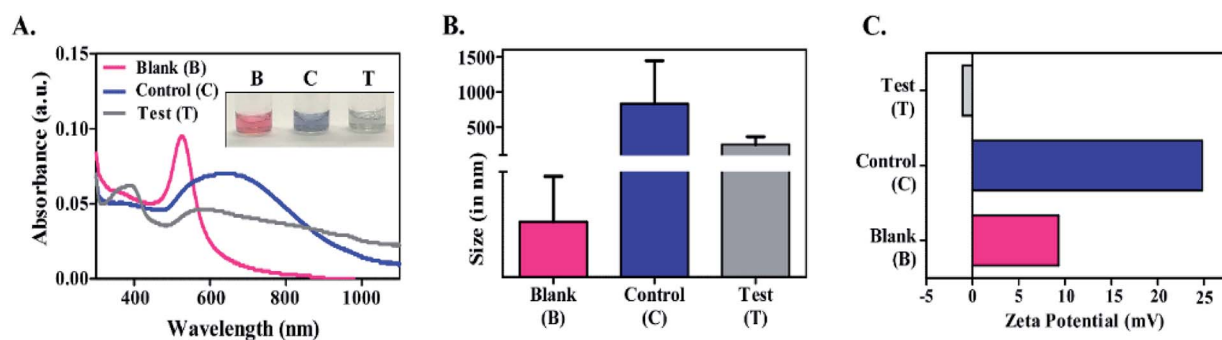 A.
0.15
0.10
0.05
0.00
Absorbance (a.u.)
Blank (B)
Control (C)
Test (T)
B C T
400 600 800 1000
Wavelength (nm)
B.
1500
1000
500
Size (in nm)
Blank Control Test
(B) (C) (T)
C.
Test
(T)
Control
(C)
Blank
(B)
-5 0 5 10 15 20 25
Zeta Potential (mV)